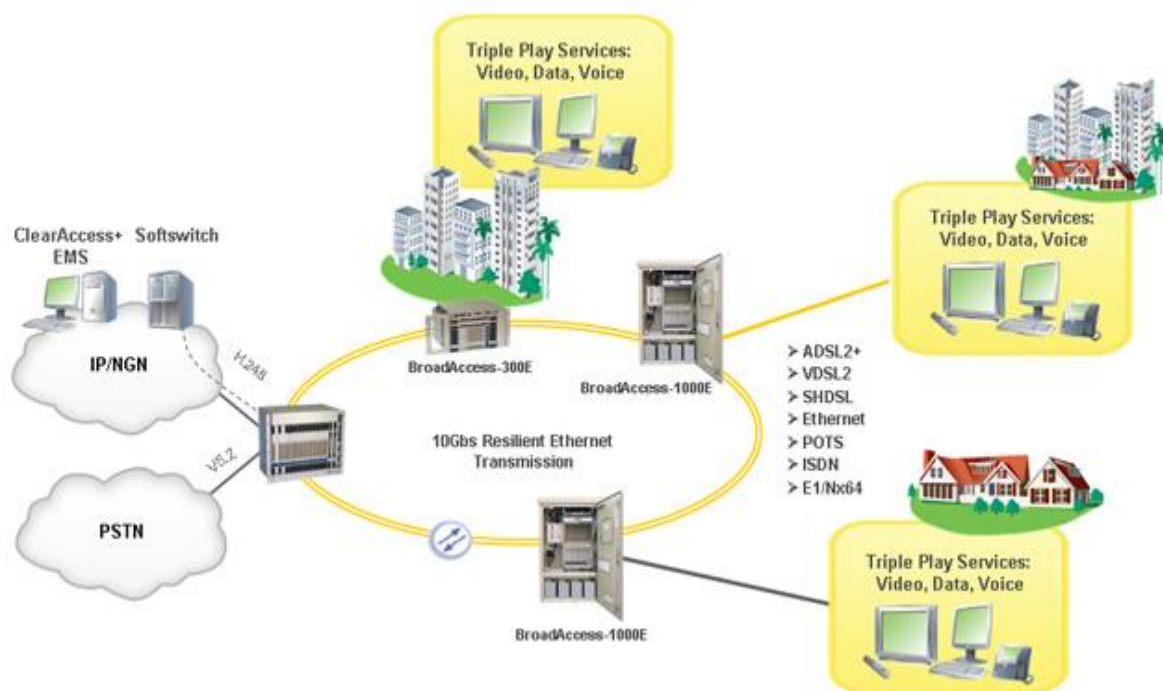 Triple Play Services:
Video, Data, Voice
Triple Play Services:
Video, Data, Voice
ClearAccess+ Softswitch
EMS
IP/NGN
H.248
BroadAccess-300E
BroadAccess-1000E
➤ ADSL2+
➤ VDSL2
➤ SHDSL
➤ Ethernet
➤ POTS
➤ ISDN
➤ E1/Nx64
10Gbs Resilient Ethernet
Transmission
V5.2
PSTN
BroadAccess-1000E
Triple Play Services:
Video, Data, Voice